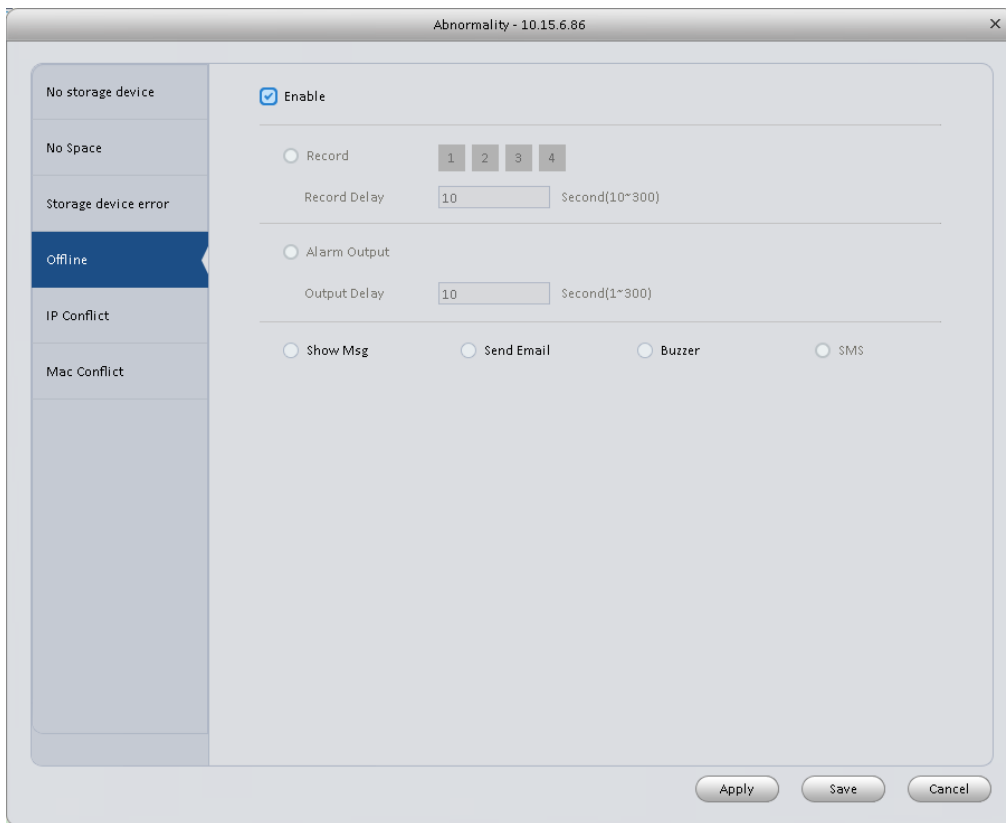 Abnormality - 10.15.6.86
No storage device
No Space
Storage device error
Offline
IP Conflict
Mac Conflict
Enable
Record 1 2 3 4
Record Delay 10 Second(10~300)
Alarm Output
Output Delay 10 Second(1~300)
Show Msg Send Email Buzzer SMS
Apply Save Cancel